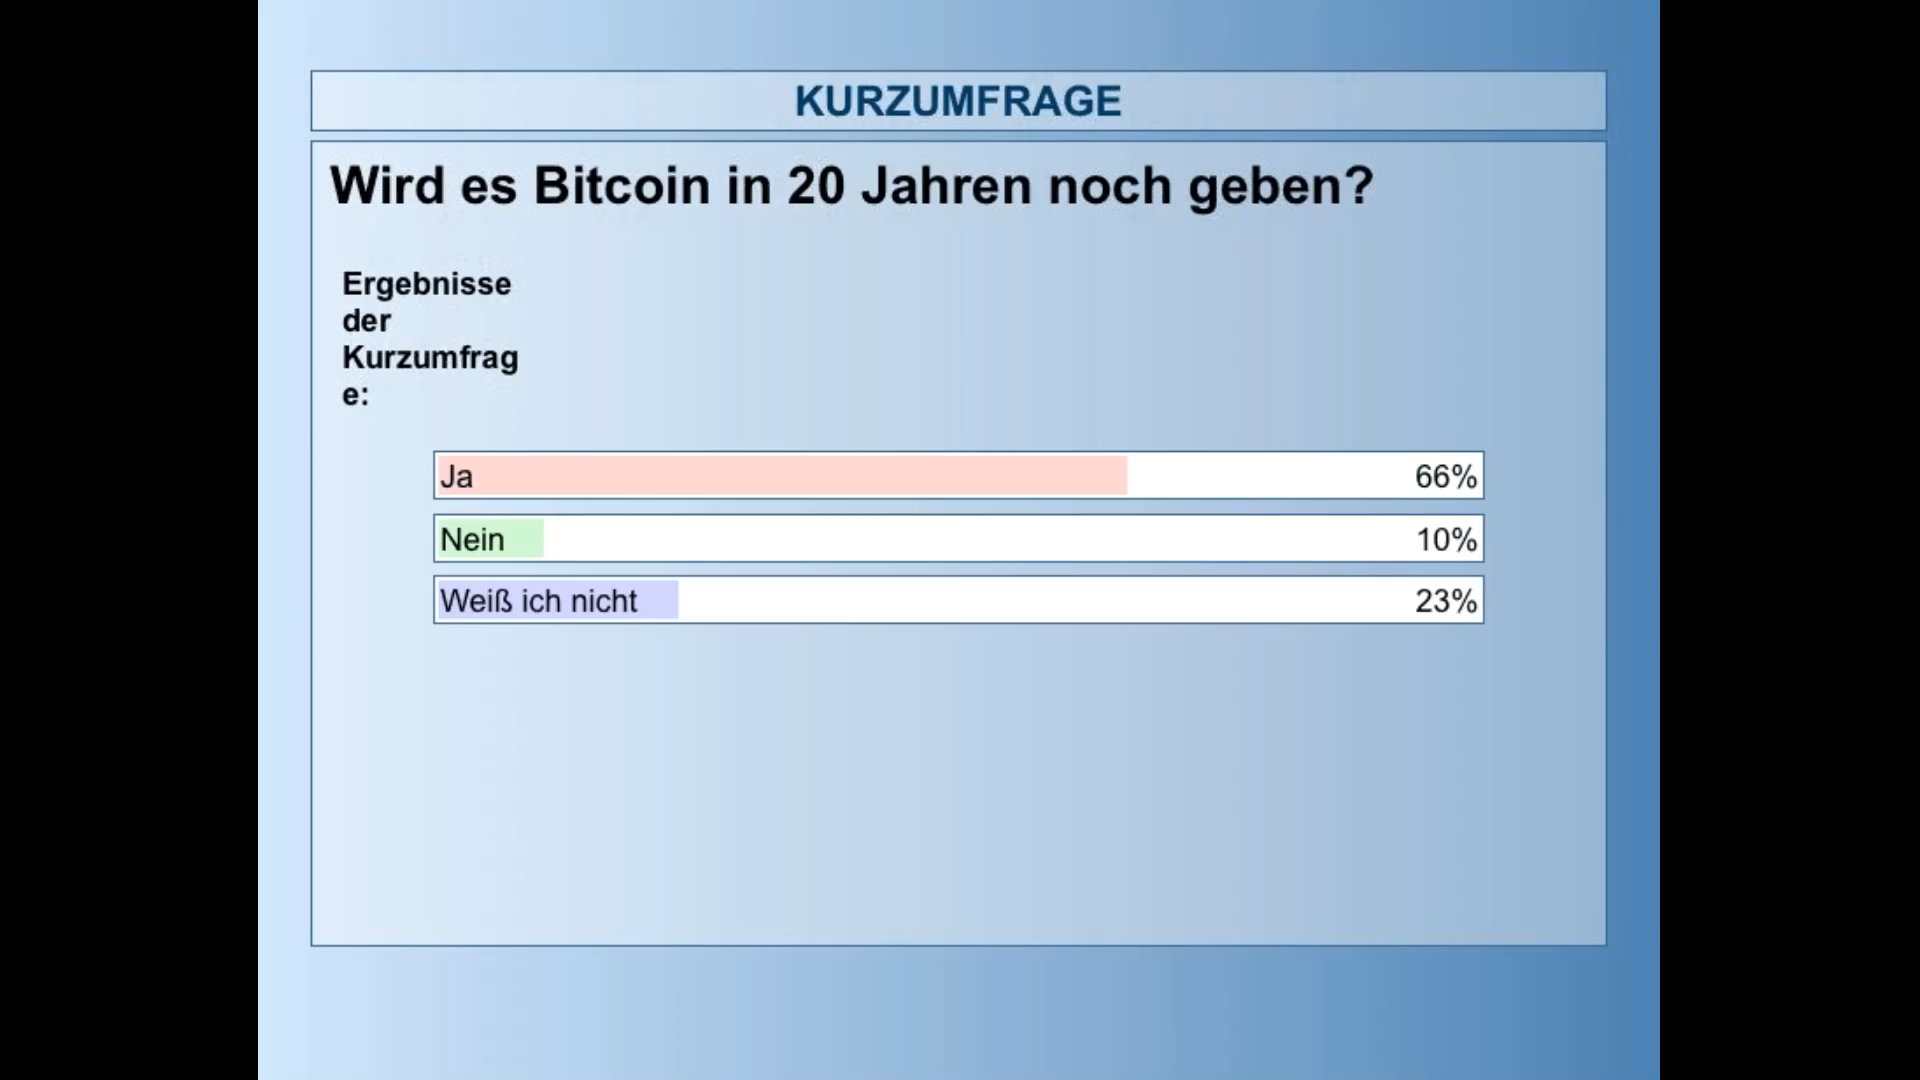 KURZUMFRAGE
Wird es Bitcoin in 20 Jahren noch geben?
Ergebnisse
der
Kurzumfrag
e:
Ja 66%
Nein 10%
Weiß ich nicht 23%